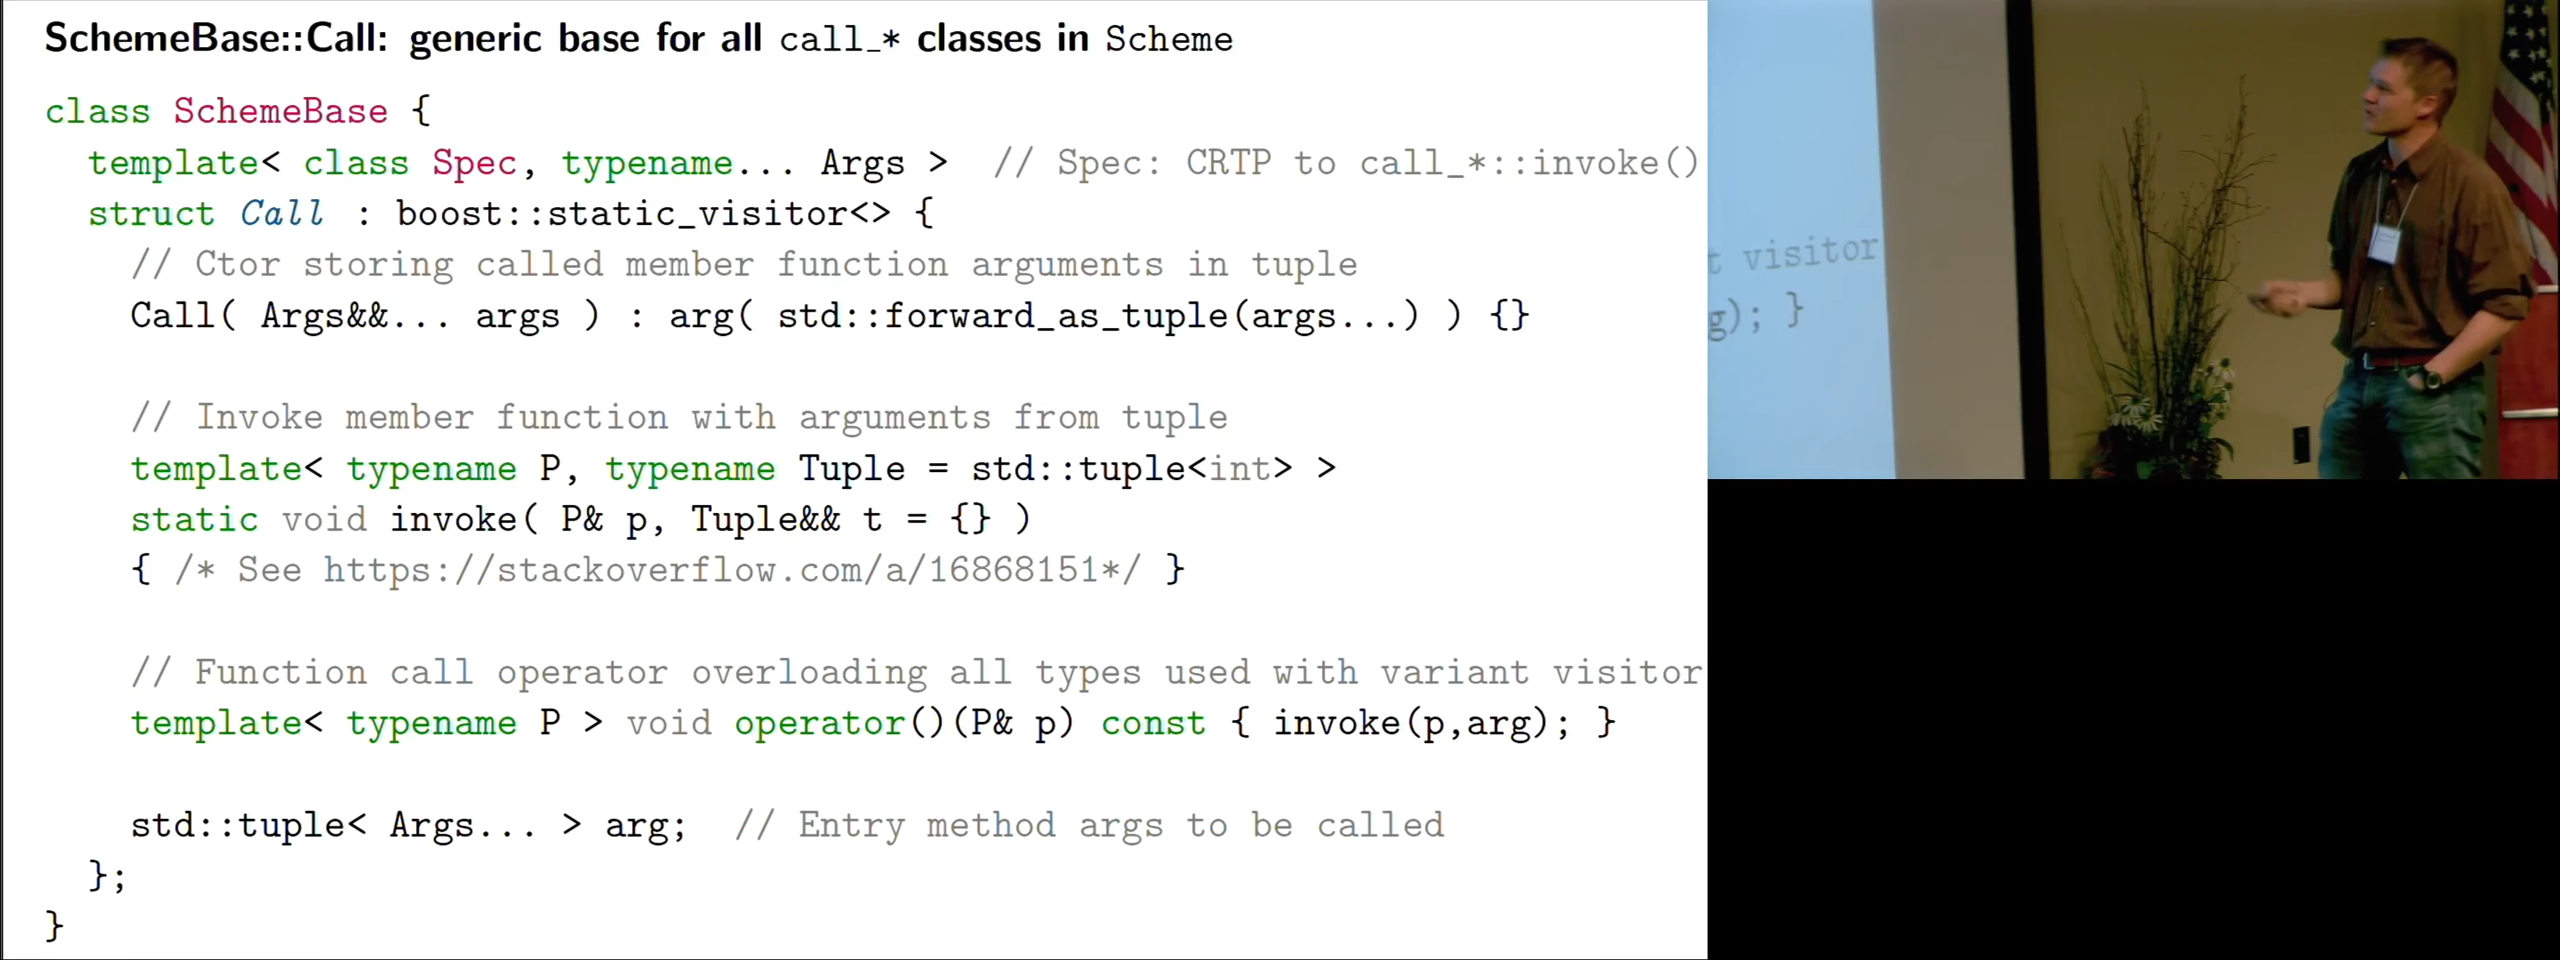 SchemeBase::Call: generic base for all call_* classes in Scheme
class SchemeBase {
template< class Spec, typename... Args > // Spec: CRTP to call_*::invoke()
struct Call : boost::static_visitor<> {
// Ctor storing called member function arguments in tuple
Call( Args&&... args ) : arg( std::forward_as_tuple(args...) ) {}
// Invoke member function with arguments from tuple
template< typename P, typename Tuple = std::tuple<int> >
static void invoke( P& p, Tuple&& t = {} )
{ /* See https://stackoverflow.com/a/16868151*/ }
// Function call operator overloading all types used with variant visitor
template< typename P > void operator()(P& p) const { invoke(p,arg); }
std::tuple< Args... > arg; // Entry method args to be called
};
}
t visitor
g); }